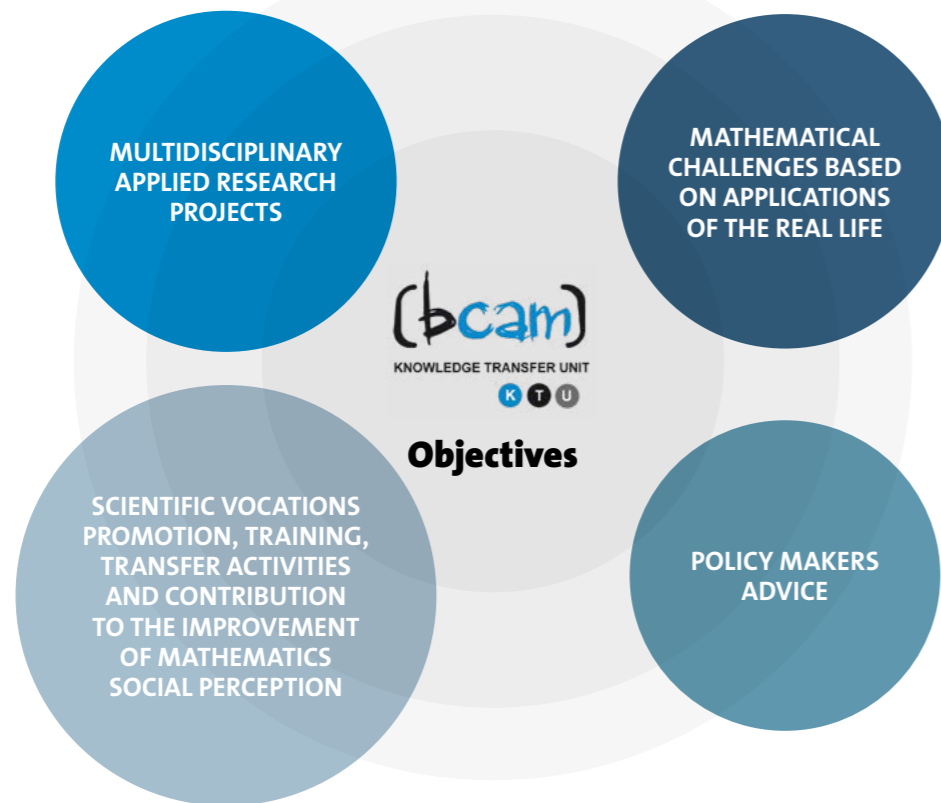 MULTIDISCIPLINARY
APPLIED RESEARCH
PROJECTS
MATHEMATICAL
CHALLENGES BASED
ON APPLICATIONS
OF THE REAL LIFE
(bcam)
KNOWLEDGE TRANSFER UNIT
K T U
Objectives
SCIENTIFIC VOCATIONS
PROMOTION, TRAINING,
TRANSFER ACTIVITIES
AND CONTRIBUTION
TO THE IMPROVEMENT
OF MATHEMATICS
SOCIAL PERCEPTION
POLICY MAKERS
ADVICE